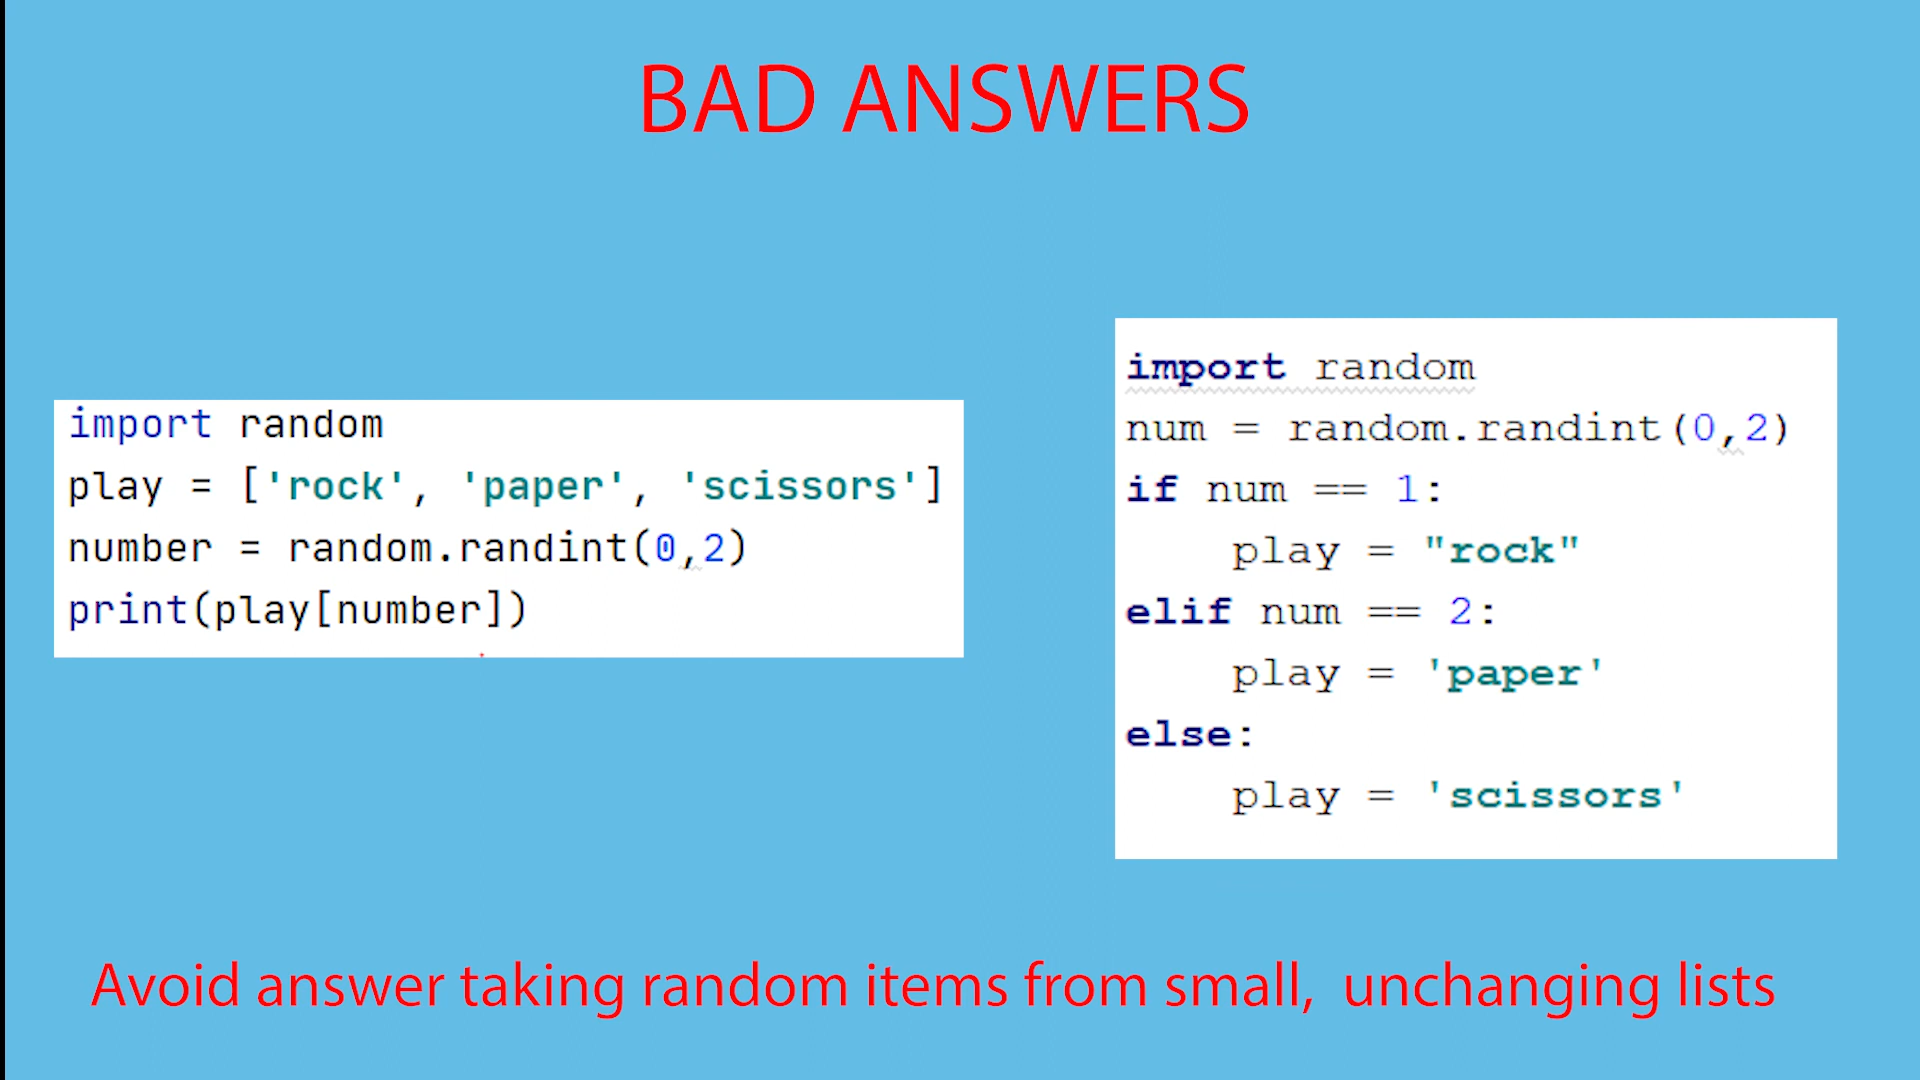 BAD ANSWERS
import random
play = ['rock', 'paper', 'scissors']
number = random.randint(0,2)
print(play[number])
import random
num = random.randint(0,2)
if num == 1:
    play = "rock"
elif num == 2:
    play = 'paper'
else:
    play = 'scissors'
Avoid answer taking random items from small,  unchanging lists